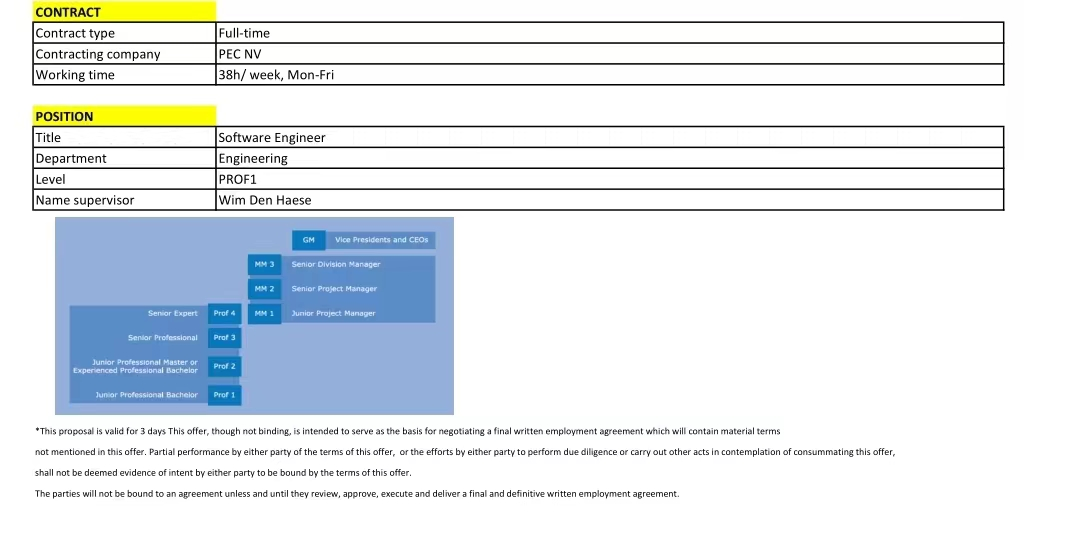 CONTRACT
Contract type Full-time
Contracting company PEC NV
Working time 38h/ week, Mon-Fri
POSITION
Title Software Engineer
Department Engineering
Level PROF1
Name supervisor Wim Den Haese
GM Vice Presidents and CEOs
MM 3 Senior Division Manager
MM 2 Senior Project Manager
Senior Expert Prof 4 MM 1 Junior Project Manager
Senior Professional Prof 3
Junior Professional Master or
Experienced Professional Bachelor Prof 2
Junior Professional Bachelor Prof 1
*This proposal is valid for 3 days This offer, though not binding, is intended to serve as the basis for negotiating a final written employment agreement which will contain material terms
not mentioned in this offer. Partial performance by either party of the terms of this offer, or the efforts by either party to perform due diligence or carry out other acts in contemplation of consummating this offer,
shall not be deemed evidence of intent by either party to be bound by the terms of this offer.
The parties will not be bound to an agreement unless and until they review, approve, execute and deliver a final and definitive written employment agreement.